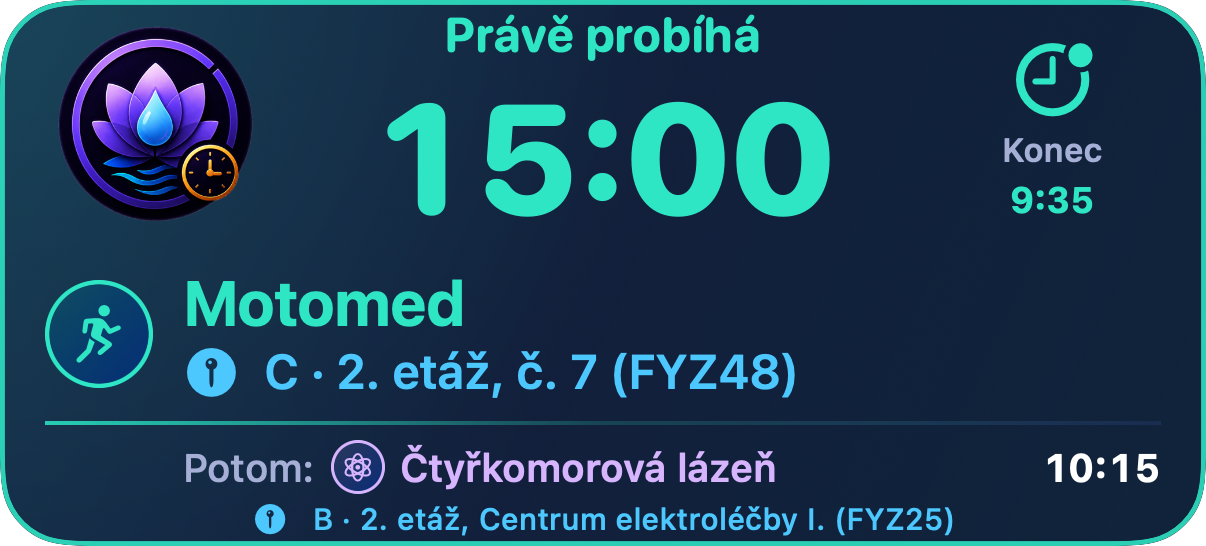 Právě probíhá
15:00
Konec
9:35
Motomed
C · 2. etáž, č. 7 (FYZ48)
Potom: Čtyřkomorová lázeň 10:15
B · 2. etáž, Centrum elektroléčby I. (FYZ25)